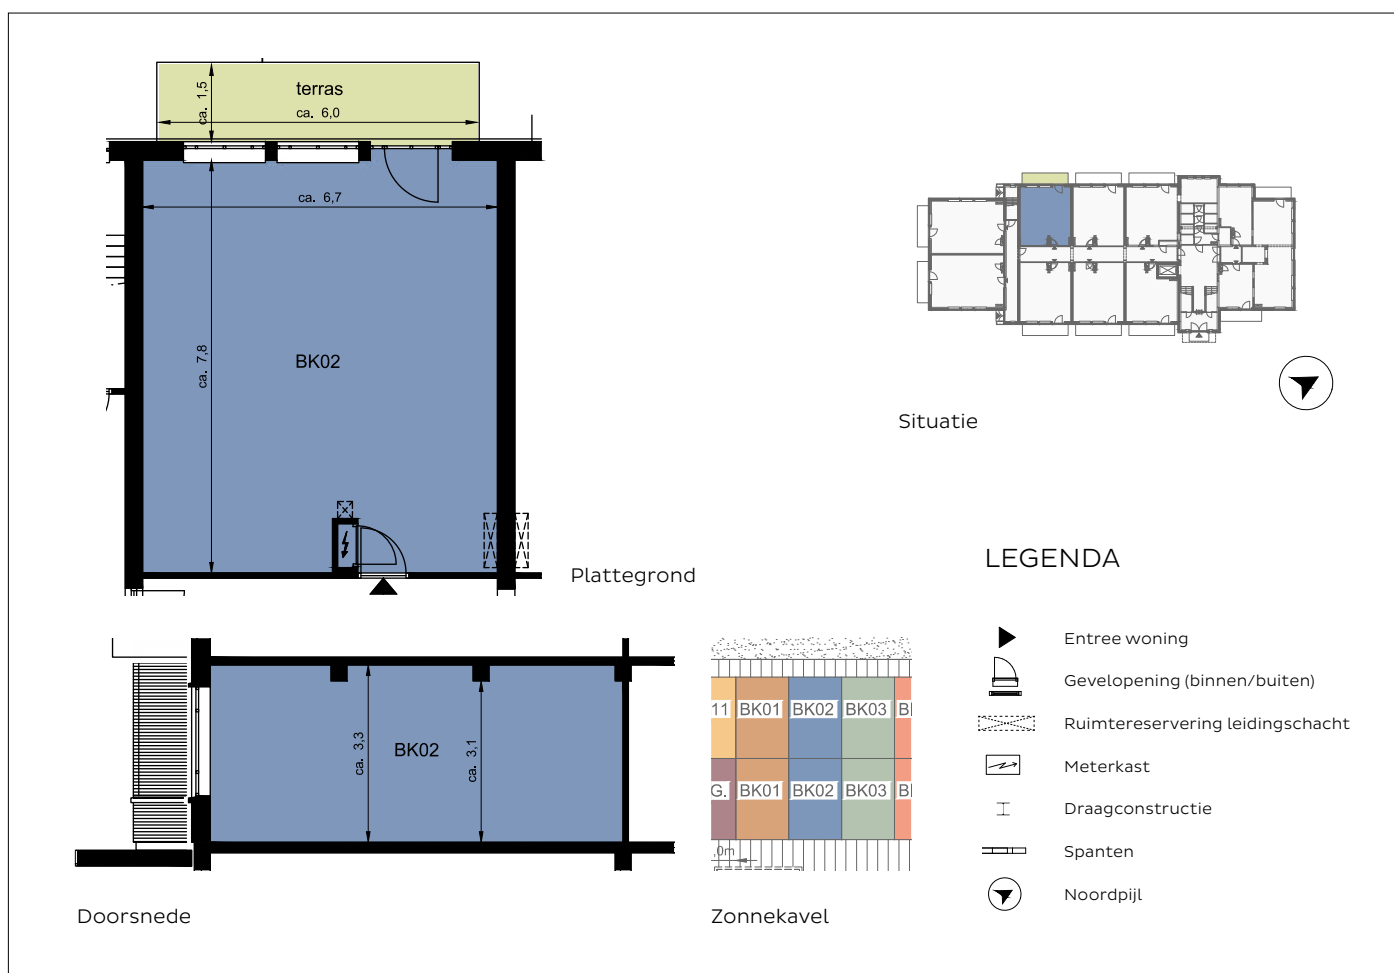 terras
ca. 6,0
ca. 1,5
ca. 6,7
ca. 7,8
BK02
Plattegrond
Situatie
BK02
ca. 3,3
ca. 3,1
Doorsnede
11 BK01 BK02 BK03 B
G. BK01 BK02 BK03 B
,0m
Zonnekavel
LEGENDA
Entree woning
Gevelopening (binnen/buiten)
Ruimtereservering leidingschacht
Meterkast
Draagconstructie
Spanten
Noordpijl